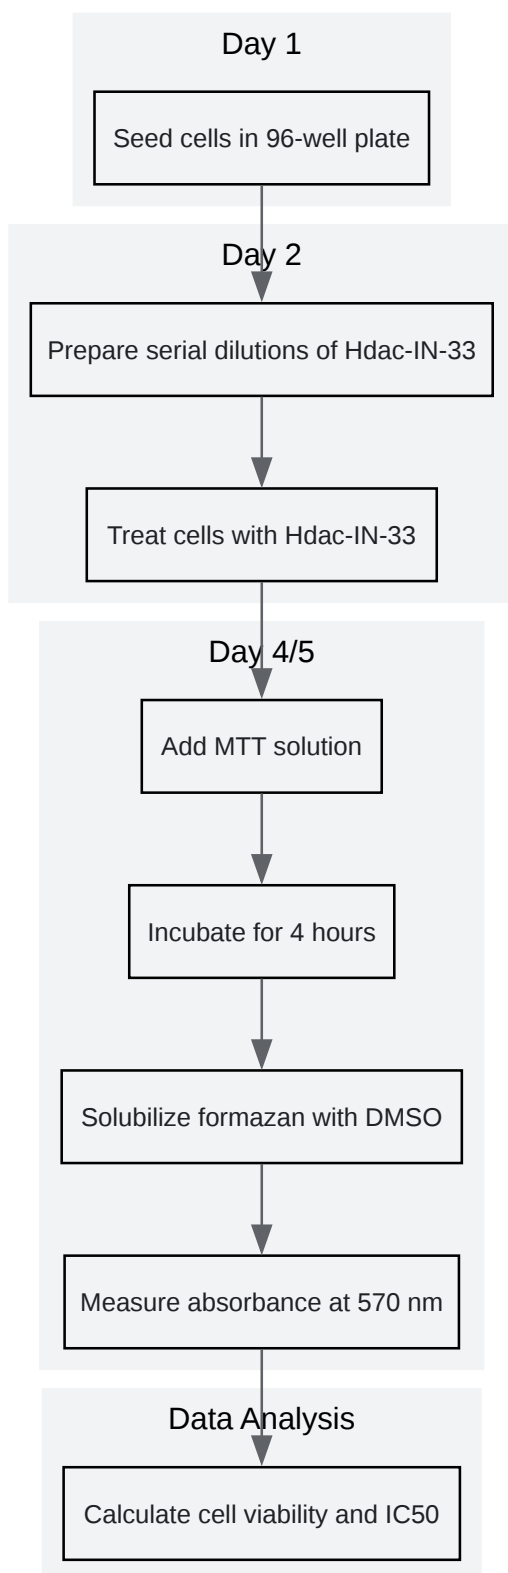 Day 1
Seed cells in 96-well plate
Day 2
Prepare serial dilutions of Hdac-IN-33
Treat cells with Hdac-IN-33
Day 4/5
Add MTT solution
Incubate for 4 hours
Solubilize formazan with DMSO
Measure absorbance at 570 nm
Data Analysis
Calculate cell viability and IC50